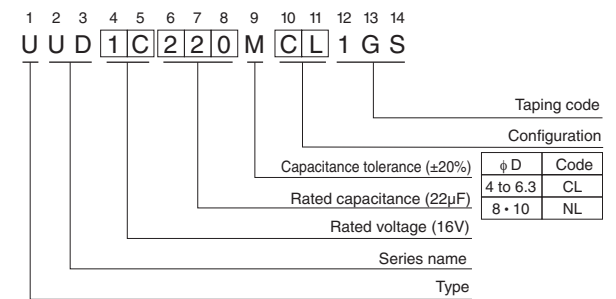 1 2 3 4 5 6 7 8 9 10 11 12 13 14
U U D 1 C 2 2 0 M C L 1 G S
Taping code
Configuration
Capacitance tolerance (±20%)
ϕ D Code
4 to 6.3 CL
8 • 10 NL
Rated capacitance (22µF)
Rated voltage (16V)
Series name
Type